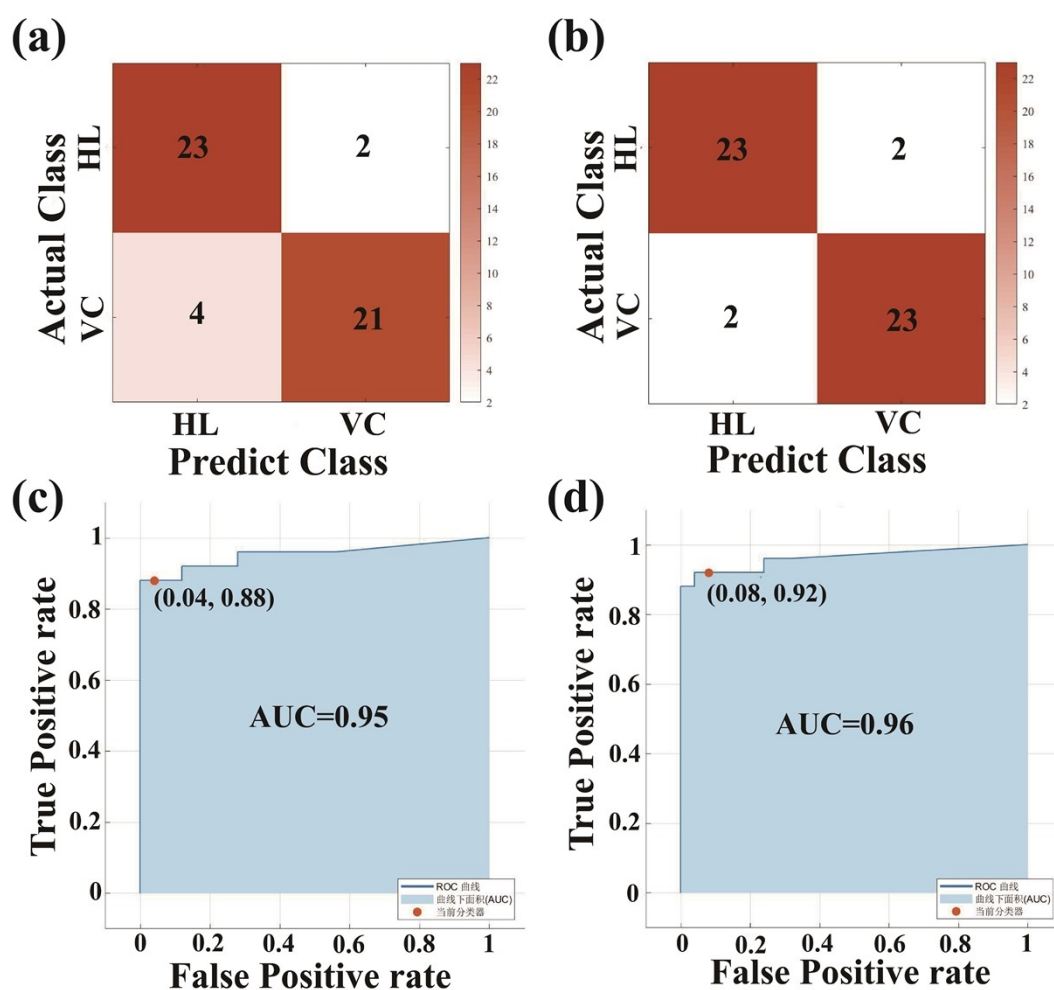 (a)
(b)
Actual Class
HL
VC
23
2
4
21
HL
VC
Predict Class
22
20
18
16
14
12
10
8
6
4
2
Actual Class
HL
VC
23
2
2
23
HL
VC
Predict Class
22
20
18
16
14
12
10
8
6
4
2
(c)
(d)
True Positive rate
1
0.8
0.6
0.4
0.2
0
(0.04, 0.88)
AUC=0.95
ROC 曲线
曲线下面积(AUC)
当前分类器
0
0.2
0.4
0.6
0.8
1
False Positive rate
True Positive rate
1
0.8
0.6
0.4
0.2
0
(0.08, 0.92)
AUC=0.96
ROC 曲线
曲线下面积(AUC)
当前分类器
0
0.2
0.4
0.6
0.8
1
False Positive rate